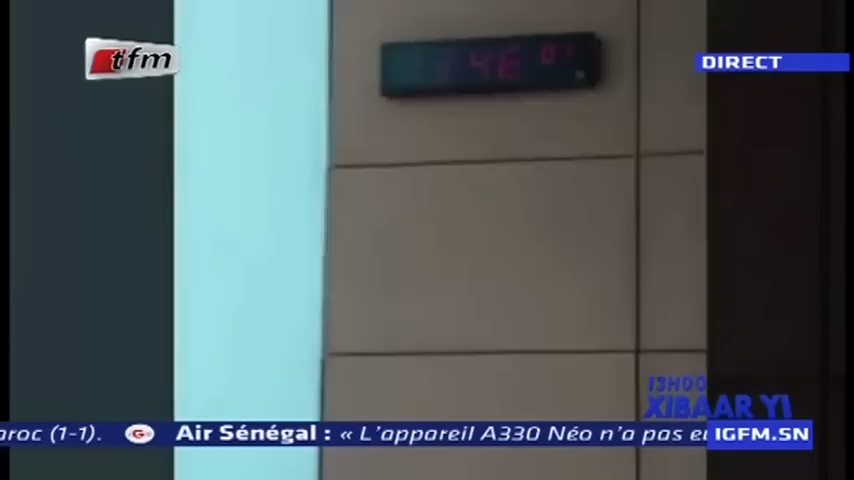 tfm
DIRECT
13H00
XIBAAR YI
aroc (1-1). Air Sénégal : « L'appareil A330 Néo n'a pas e
IGFM.SN